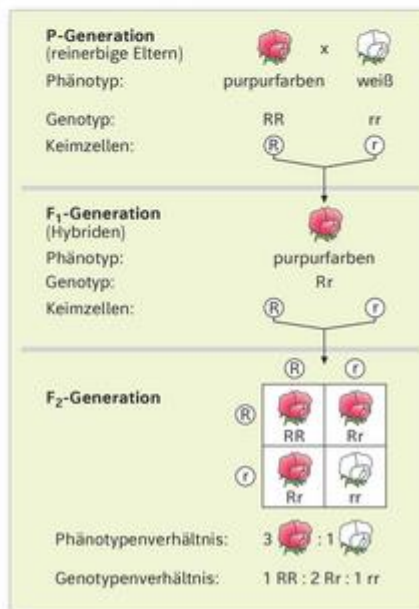 P-Generation
(reinerbige Eltern) x
Phänotyp: purpurfarben weiß
Genotyp: RR rr
Keimzellen: R r
F₁-Generation
(Hybriden)
Phänotyp: purpurfarben
Genotyp: Rr
Keimzellen: R r
R r
F₂-Generation
R
RR Rr
r
Rr rr
Phänotypenverhältnis: 3 : 1
Genotypenverhältnis: 1 RR : 2 Rr : 1 rr